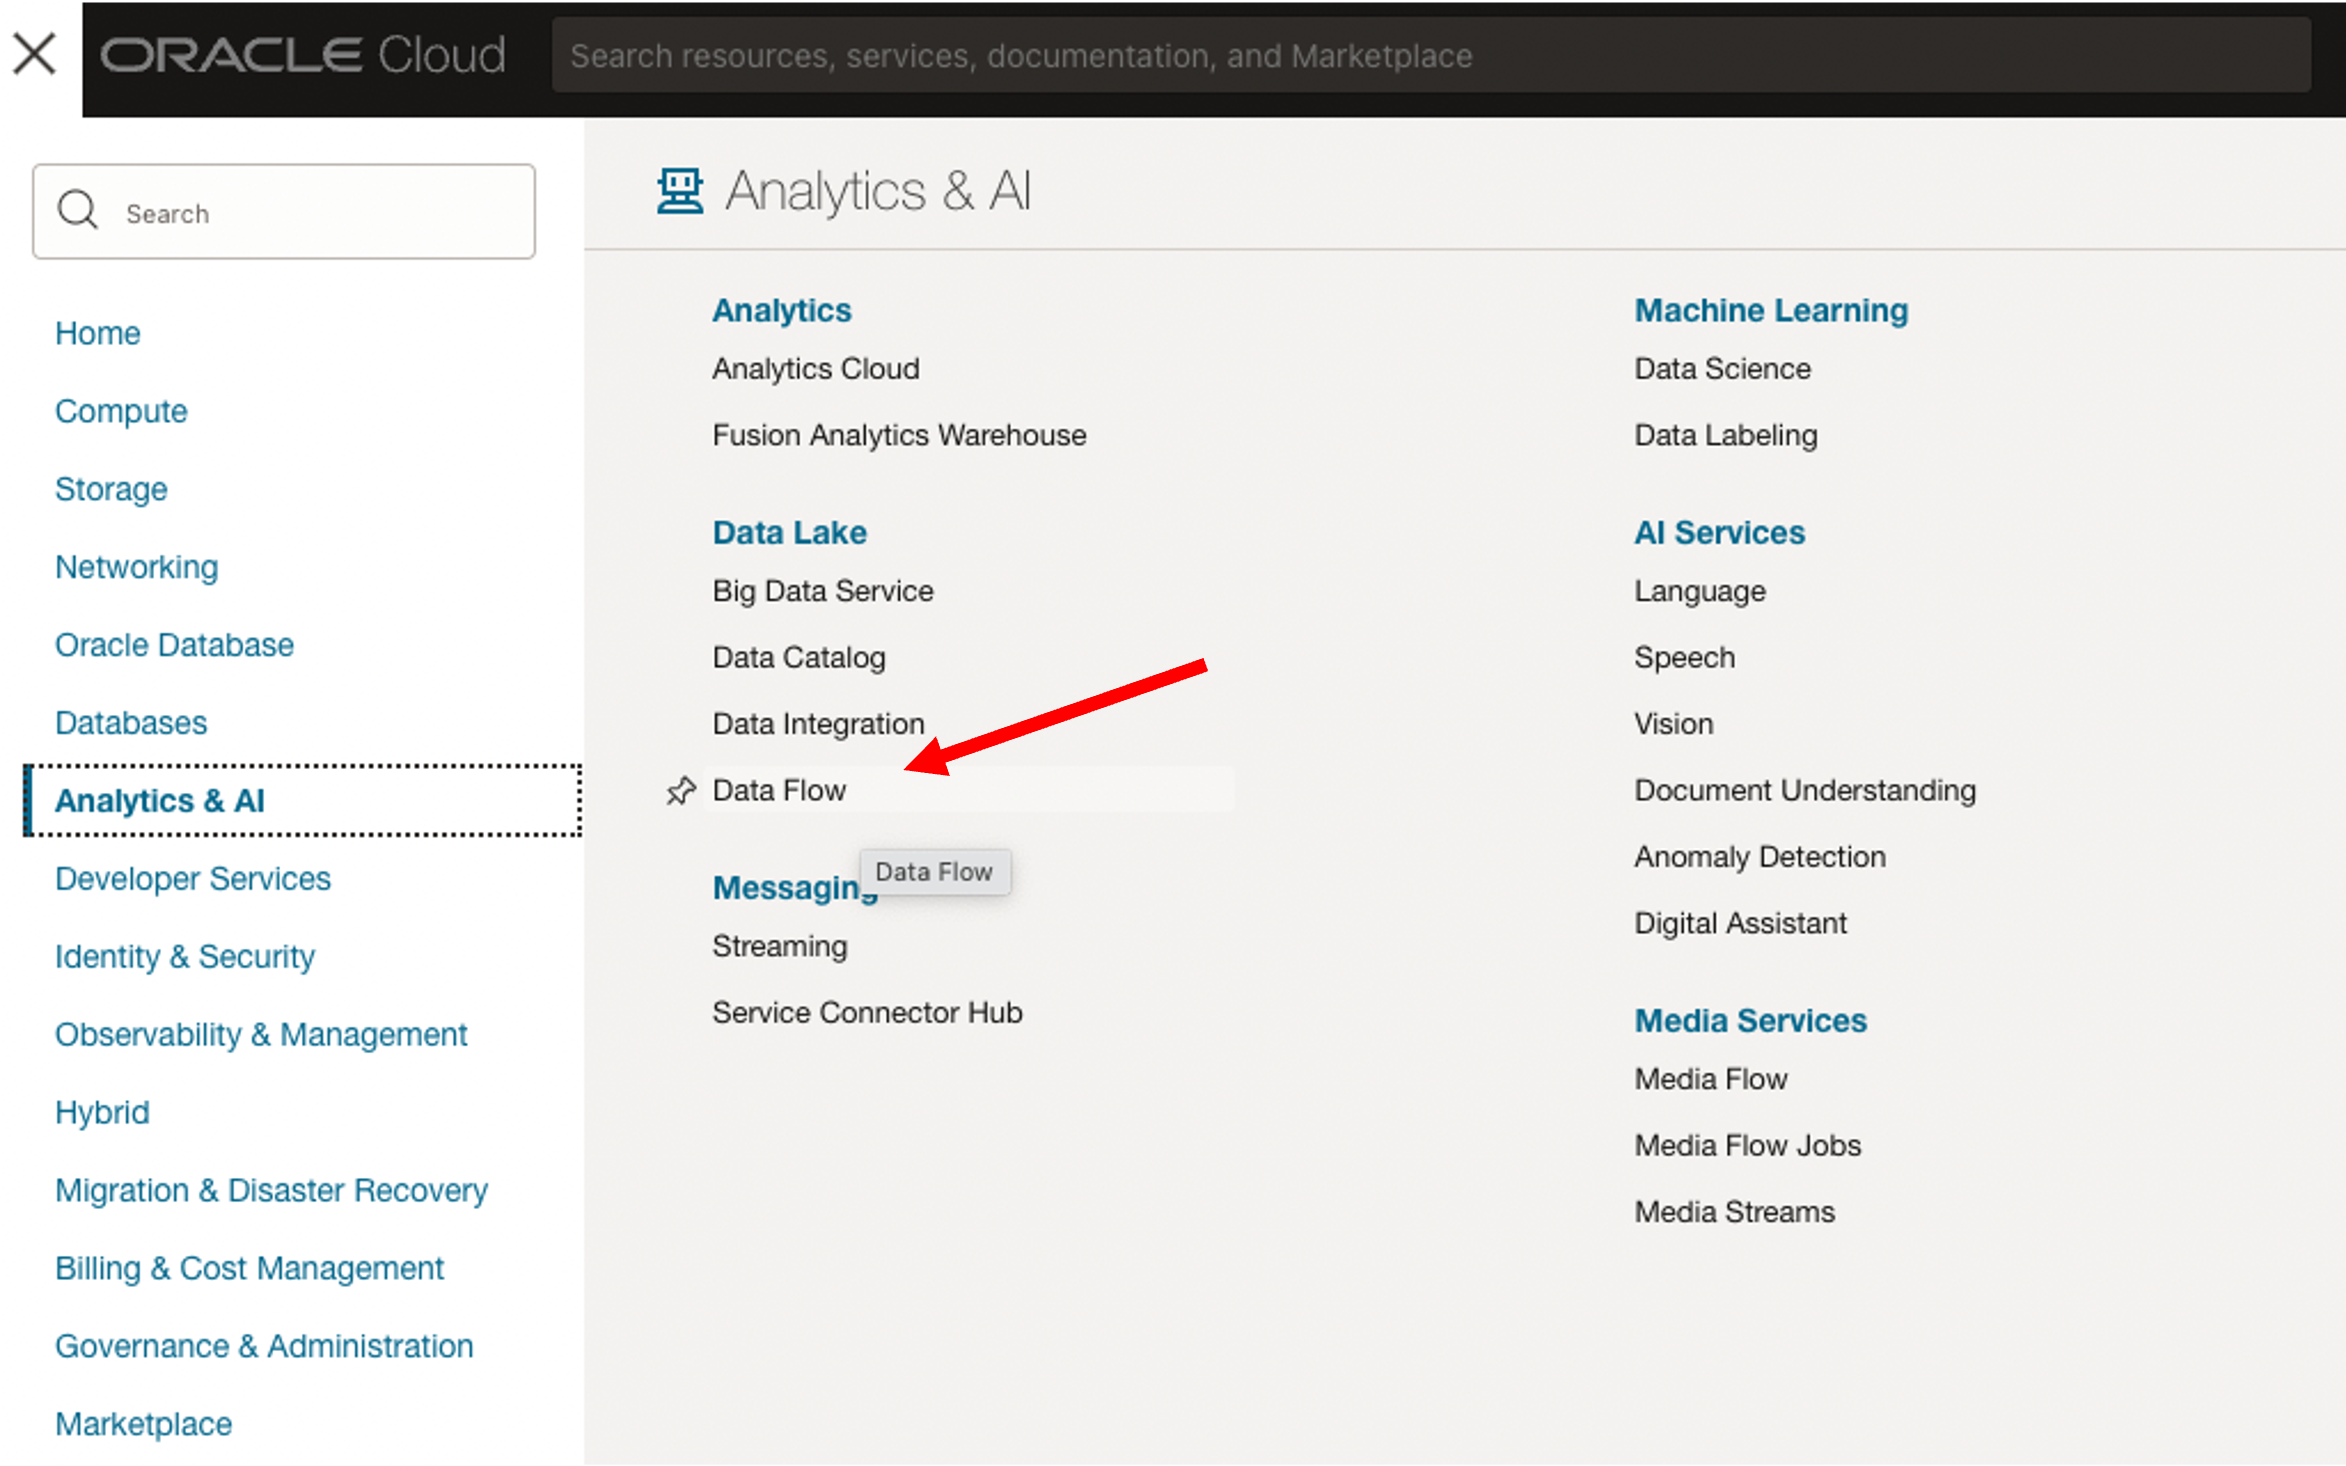 ORACLE Cloud
Search resources, services, documentation, and Marketplace
Search
Home
Compute
Storage
Networking
Oracle Database
Databases
Analytics & AI
Developer Services
Identity & Security
Observability & Management
Hybrid
Migration & Disaster Recovery
Billing & Cost Management
Governance & Administration
Marketplace
Analytics & AI
Analytics
Analytics Cloud
Fusion Analytics Warehouse
Data Lake
Big Data Service
Data Catalog
Data Integration
Data Flow
Data Flow
Messaging
Streaming
Service Connector Hub
Machine Learning
Data Science
Data Labeling
AI Services
Language
Speech
Vision
Document Understanding
Anomaly Detection
Digital Assistant
Media Services
Media Flow
Media Flow Jobs
Media Streams